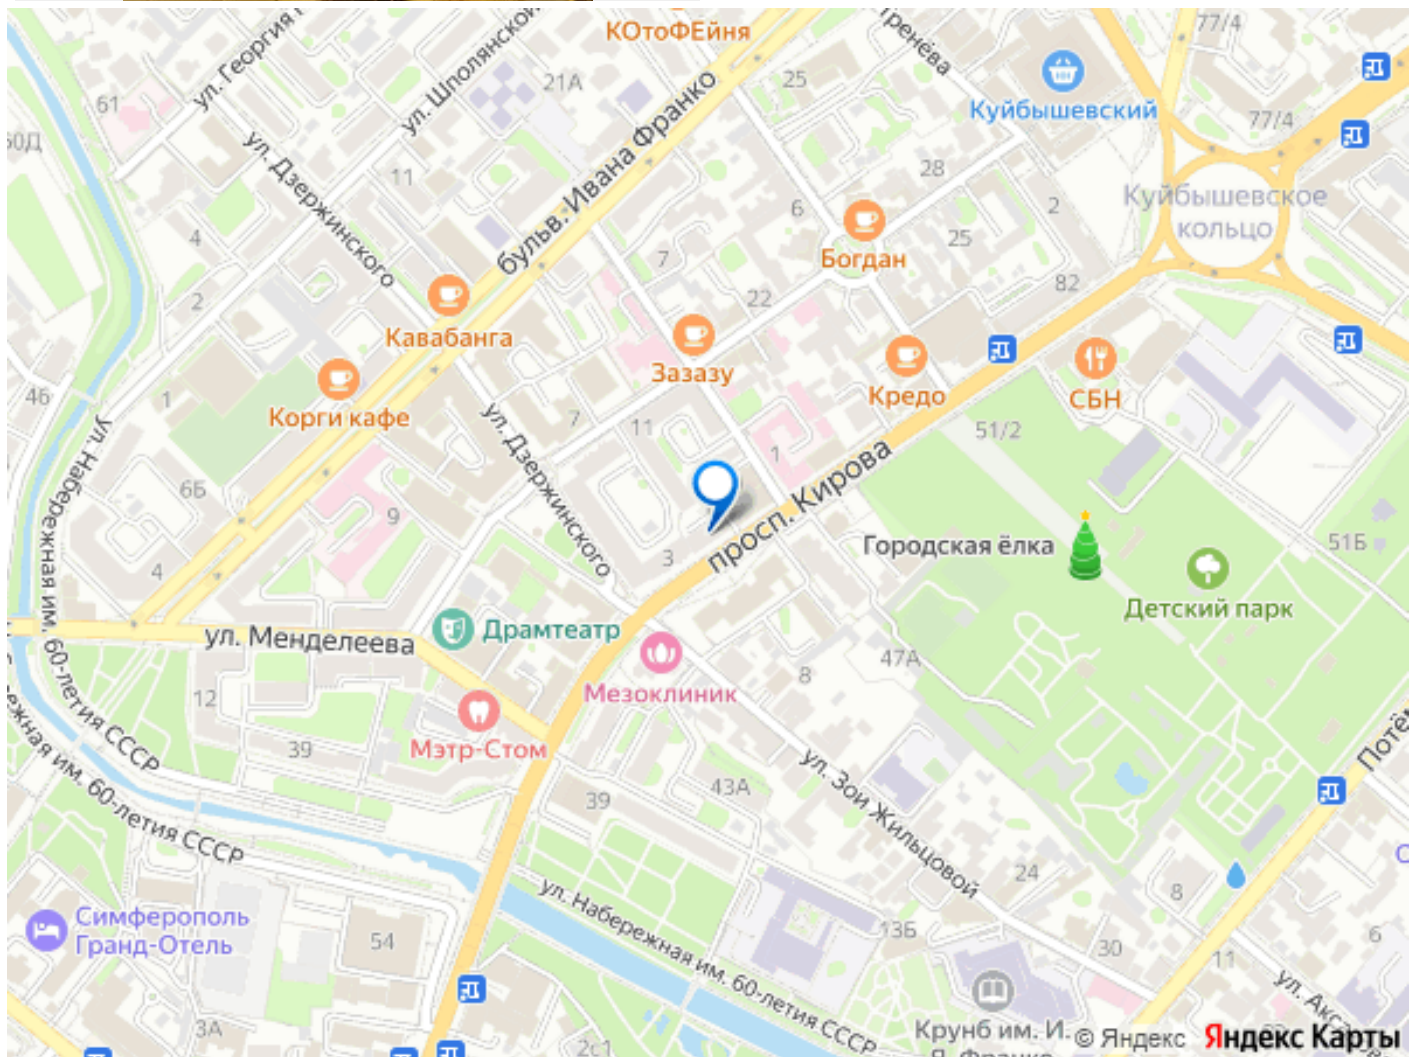 КОтоФЕйня
77/4
ул. Георгия
ул. Шполянской
21А
25
Тренёва
Куйбышевский
61
60Д
77/4
ул. Дзержинского
11
бульв. Ивана Франко
28
6
2
Куйбышевское
кольцо
4
Богдан
25
7
2
22
82
Кавабанга
Зазазу
Кредо
СБН
46
1
Корги кафе
7
11
51/2
ул. Набережная им. 60-летия СССР
ул. Дзержинского
1
6Б
9
просп. Кирова
3
Городская ёлка
51Б
4
Детский парк
ул. Менделеева
Драмтеатр
47А
8
Мезоклиник
12
39
Мэтр-Стом
ул. Зои Жильцовой
43А
39
24
8
Симферополь
Гранд-Отель
54
ул. Набережная им. 60-летия СССР
13Б
30
11
6
3А
2с1
Крунб им. И.
© Яндекс
Яндекс Карты